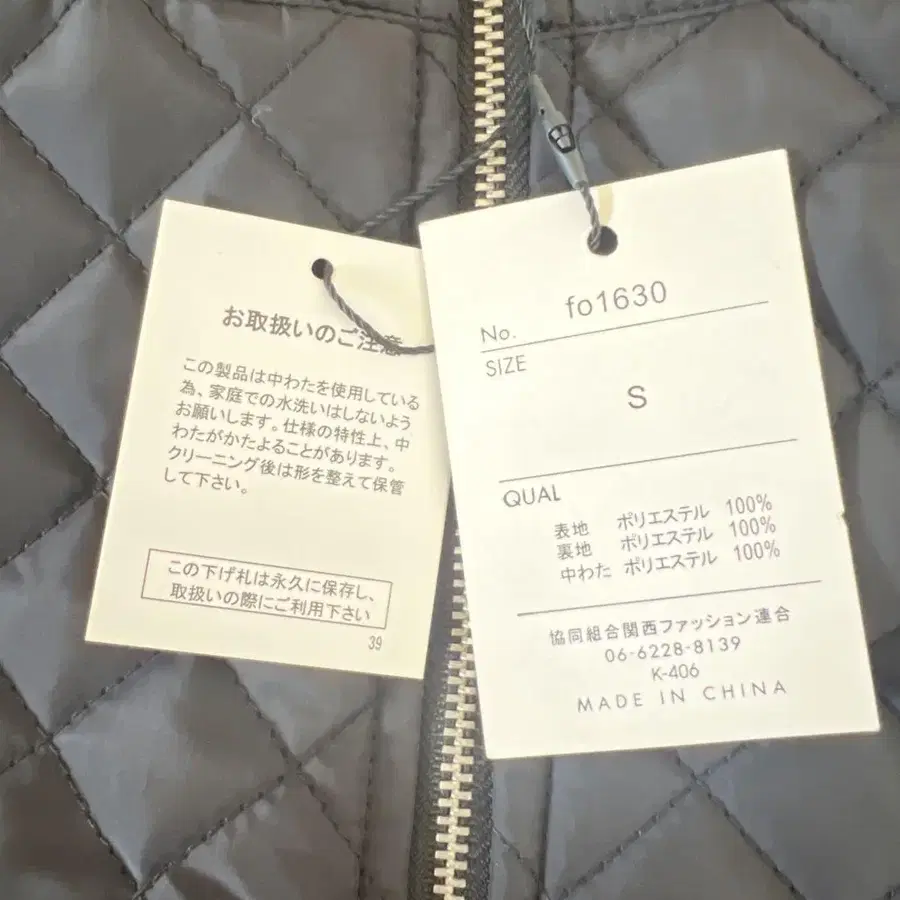 お取扱いのご注意
この製品は中わたを使用している
為、家庭での水洗いはしないよう
お願いします。仕様の特性上、中
わたがかたよることがあります。
クリーニング後は形を整えて保管
して下さい。
この下げ札は永久に保存し、
取扱いの際にご利用下さい
39
No. fo1630
SIZE
S
QUAL
表地 ポリエステル 100%
裏地 ポリエステル 100%
中わた ポリエステル 100%
協同組合関西ファッション連合
06-6228-8139
K-406
MADE IN CHINA